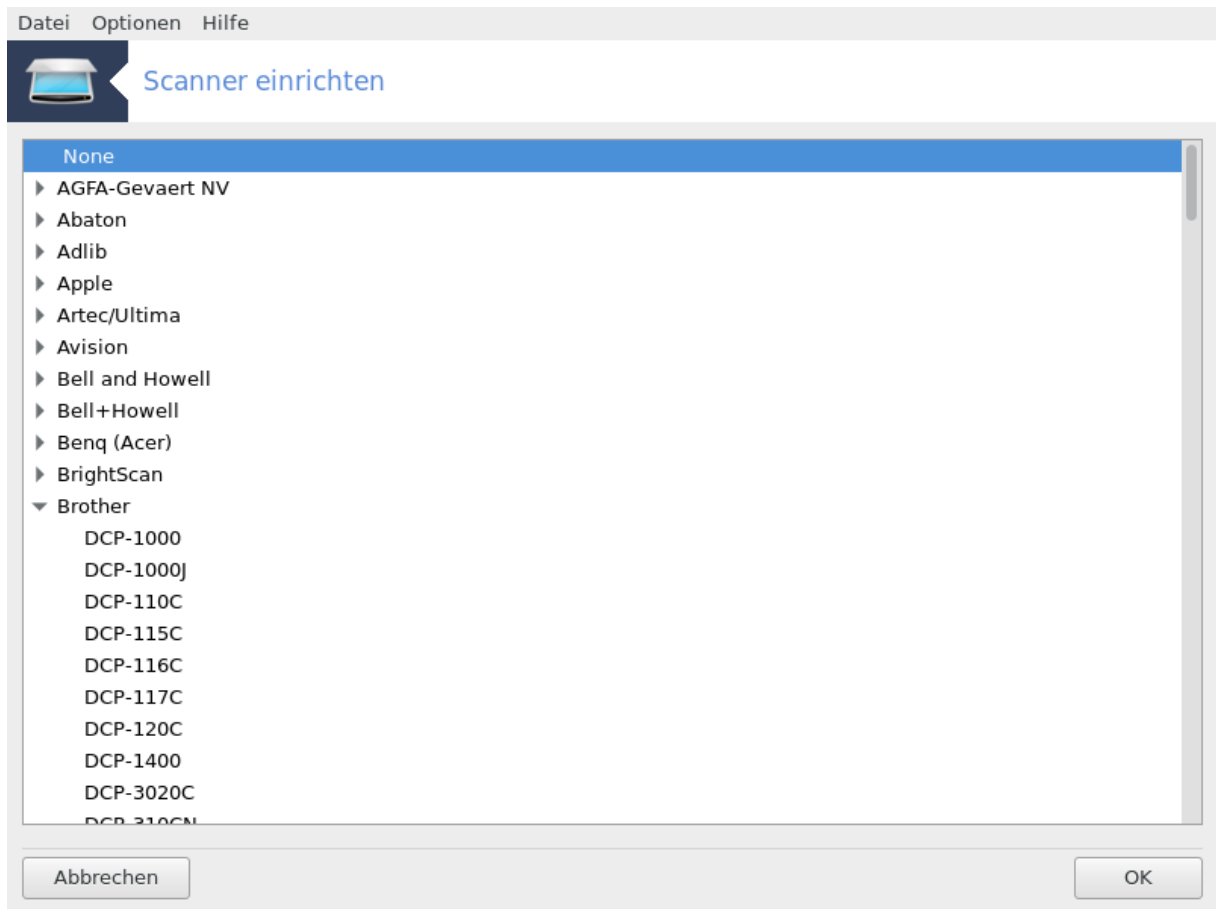 Datei Optionen Hilfe
Scanner einrichten
None
AGFA-Gevaert NV
Abaton
Adlib
Apple
Artec/Ultima
Avision
Bell and Howell
Bell+Howell
Benq (Acer)
BrightScan
Brother
DCP-1000
DCP-1000J
DCP-110C
DCP-115C
DCP-116C
DCP-117C
DCP-120C
DCP-1400
DCP-3020C
DCP-310CN
Abbrechen OK